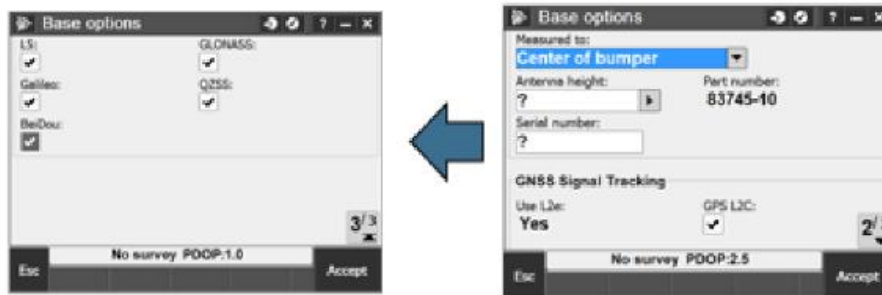 Base options ? – ×
L5: GLONASS:
Galileo: QZSS:
BeiDou:
3/3
No survey PDOP:1.0
Esc Accept
Base options ? – ×
Measured to:
Center of bumper
Antenna height: Part number:
? 83745-10
Serial number:
?
GNSS Signal Tracking
Use L2e: GPS L2C:
Yes
2/
No survey PDOP:2.5
Esc Accept